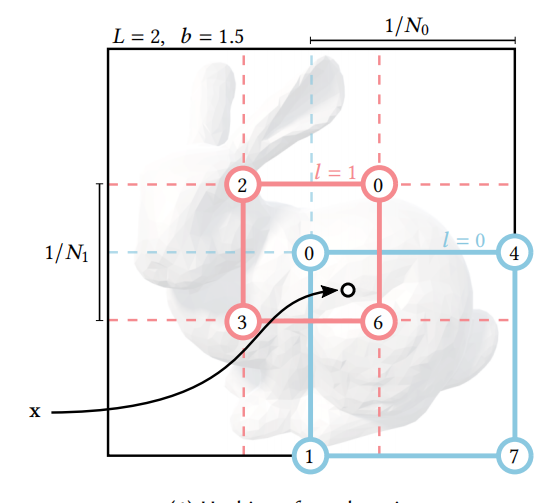 L = 2, b = 1.5
1/N₀
l = 1
2 0
l = 0
1/N₁
0 4
3 6
x
1 7